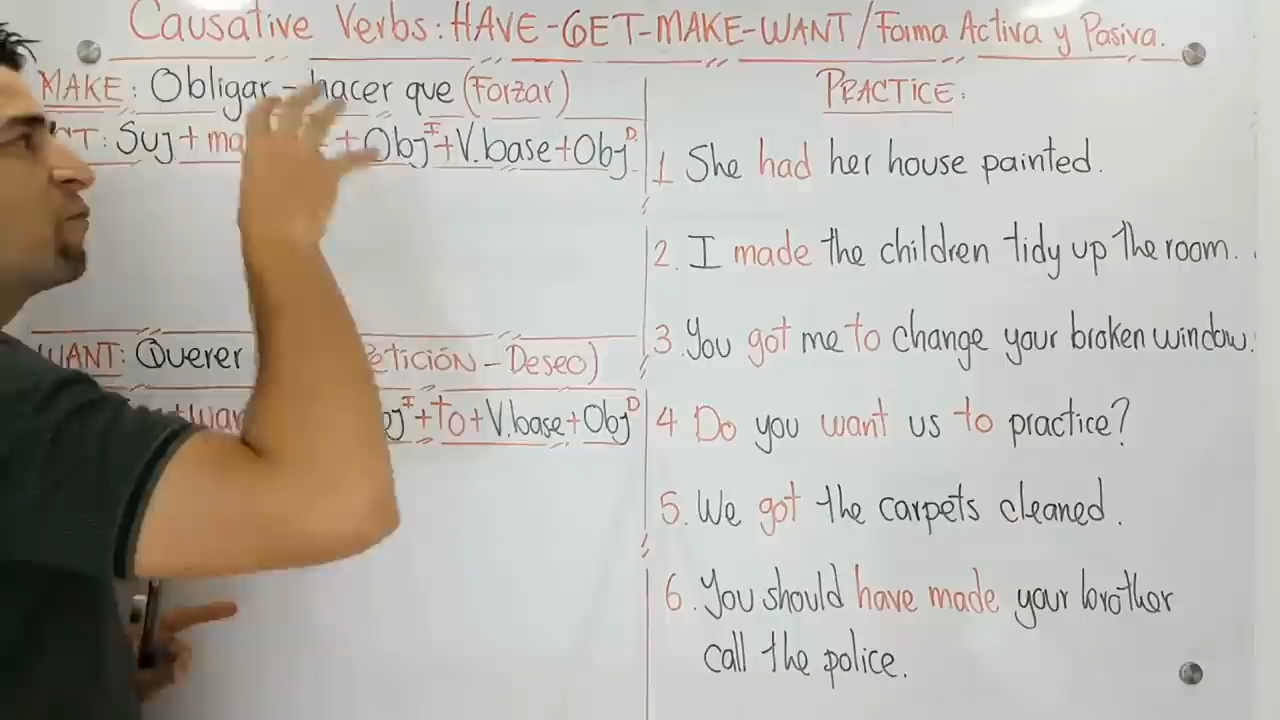 Causative Verbs: HAVE-GET-MAKE-WANT/Forma Activa y Pasiva.
MAKE: Obligar - hacer que (Forzar)
Suj + + Obj I + V.base + Obj D
WANT: Querer
- Deseo)
+ to + V.base + Obj D
PRACTICE:
1 She had her house painted.
2. I made the children tidy up the room.
3. You got me to change your broken window.
4 Do you want us to practice?
5. We got the carpets cleaned.
6. You should have made your brother
call the police.